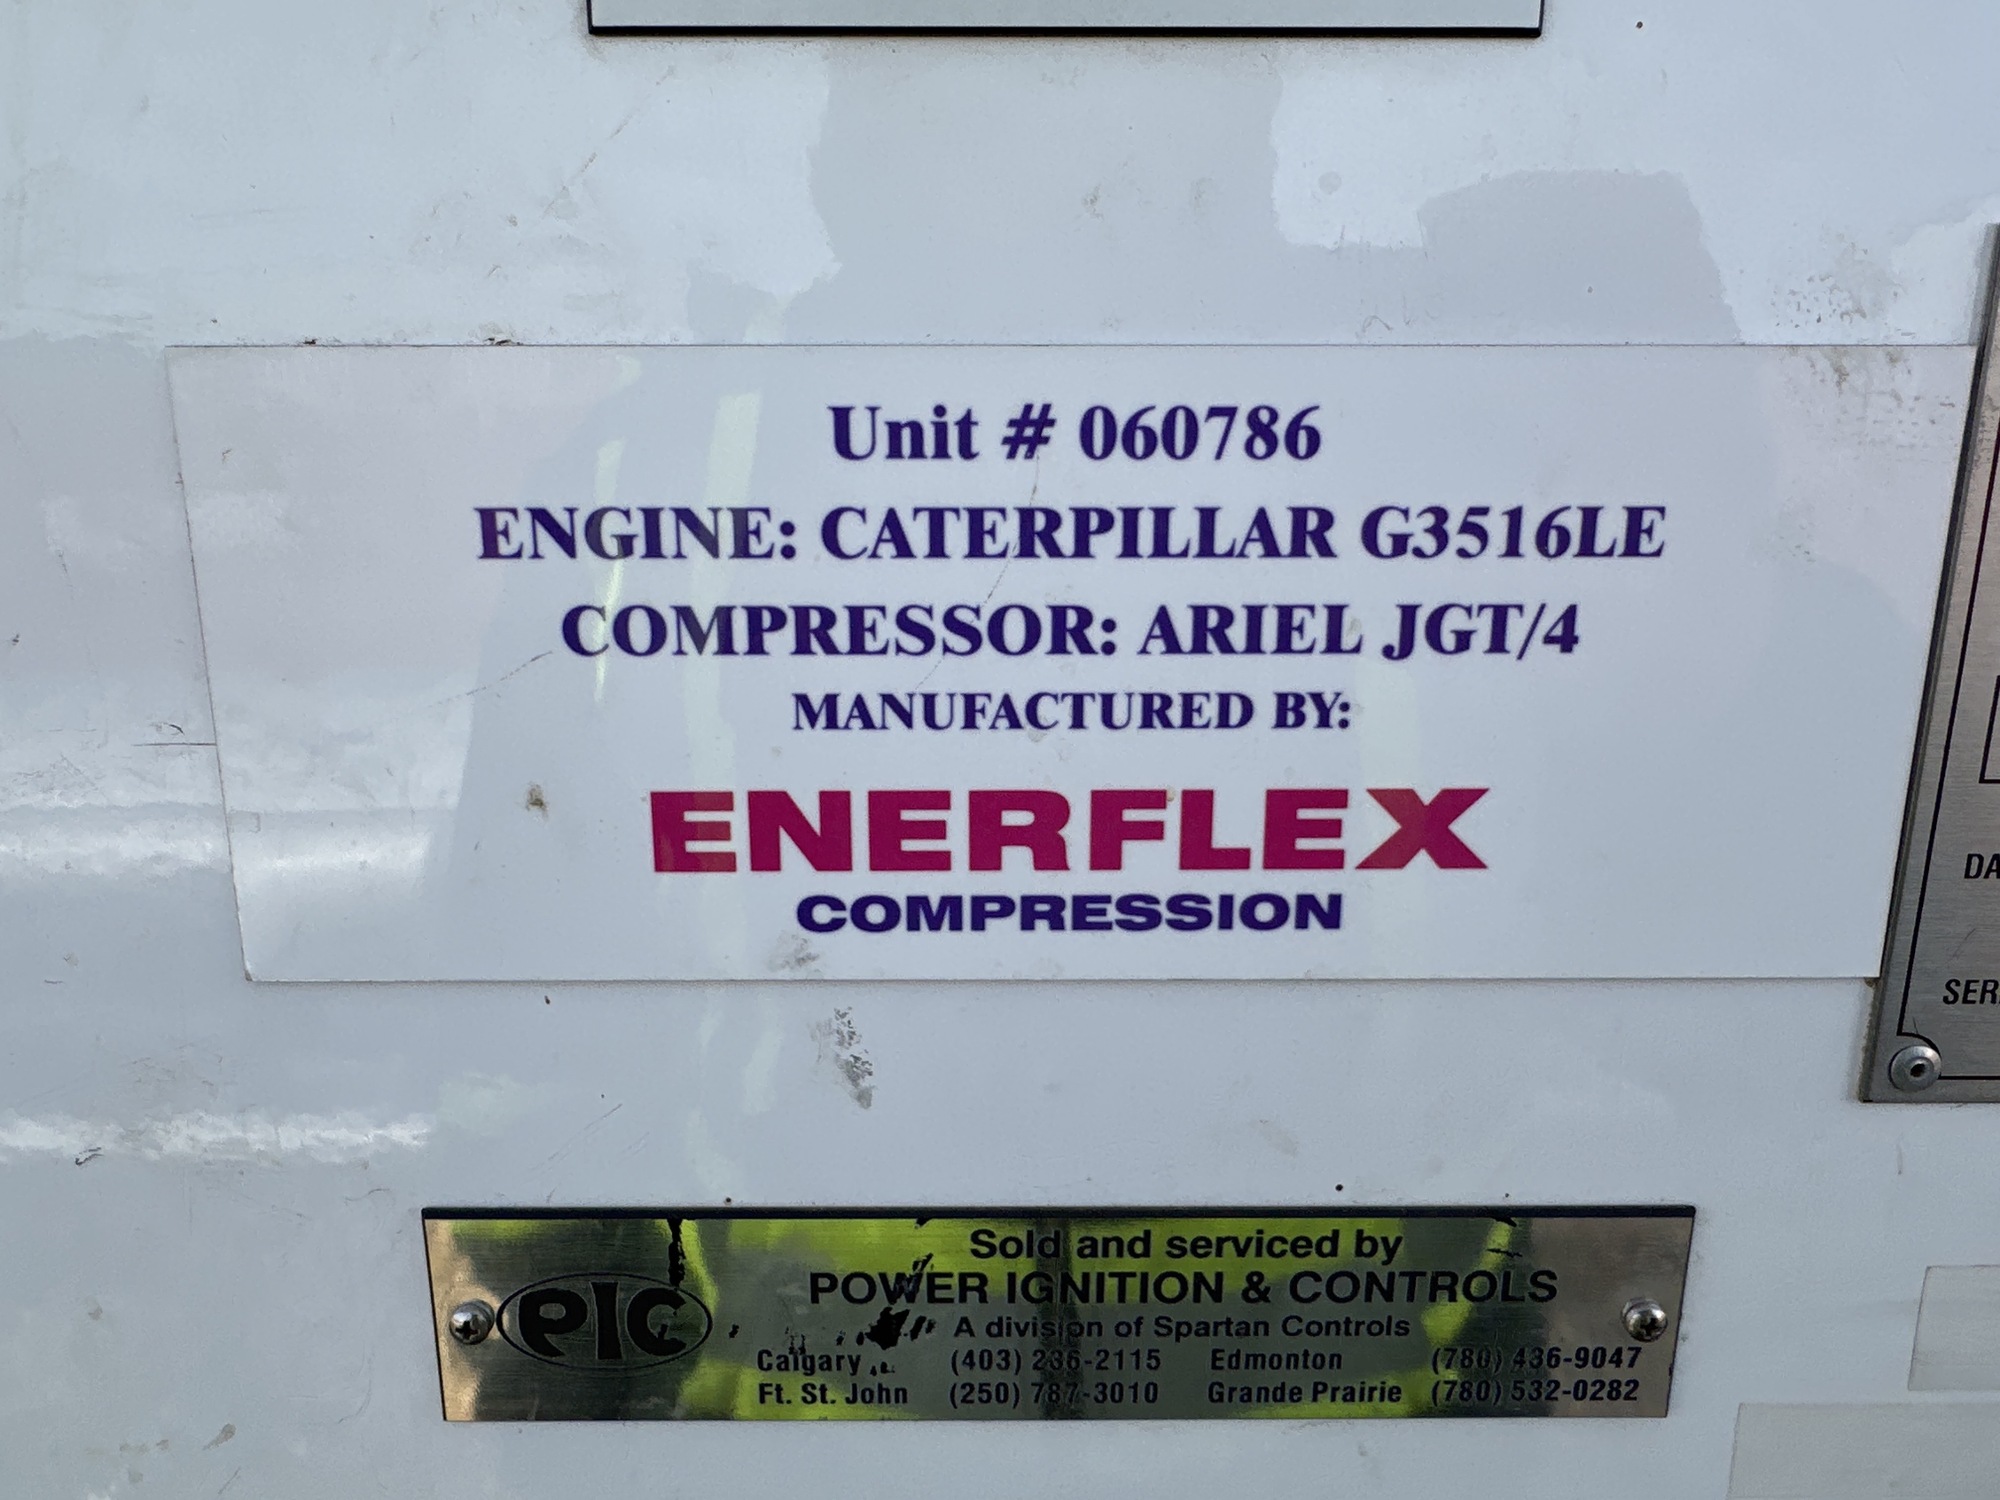 Unit # 060786
ENGINE: CATERPILLAR G3516LE
COMPRESSOR: ARIEL JGT/4
MANUFACTURED BY:
ENERFLEX
COMPRESSION
DA
SER
PIC
Sold and serviced by
POWER IGNITION & CONTROLS
A division of Spartan Controls
Calgary (403) 236-2115 Edmonton (780) 436-9047
Ft. St. John (250) 787-3010 Grande Prairie (780) 532-0282